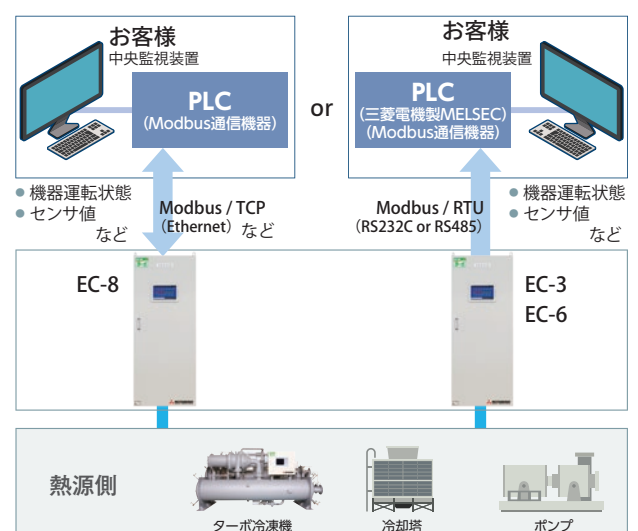 お客様
中央監視装置
PLC
(Modbus通信機器)
or
お客様
中央監視装置
PLC
(三菱電機製MELSEC)
(Modbus通信機器)
● 機器運転状態
● センサ値
など
Modbus / TCP
(Ethernet) など
Modbus / RTU
(RS232C or RS485)
● 機器運転状態
● センサ値
など
EC-8
EC-3
EC-6
熱源側
ターボ冷凍機
冷却塔
ポンプ